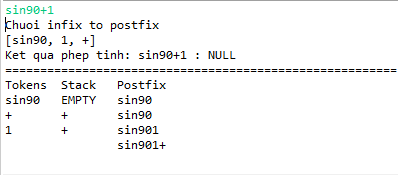 sin90+1
Chuoi infix to postfix
[sin90, 1, +]
Ket qua phep tinh: sin90+1 : NULL
========================================================
Tokens Stack Postfix
sin90 EMPTY sin90
+ + sin90
1 + sin901
sin901+